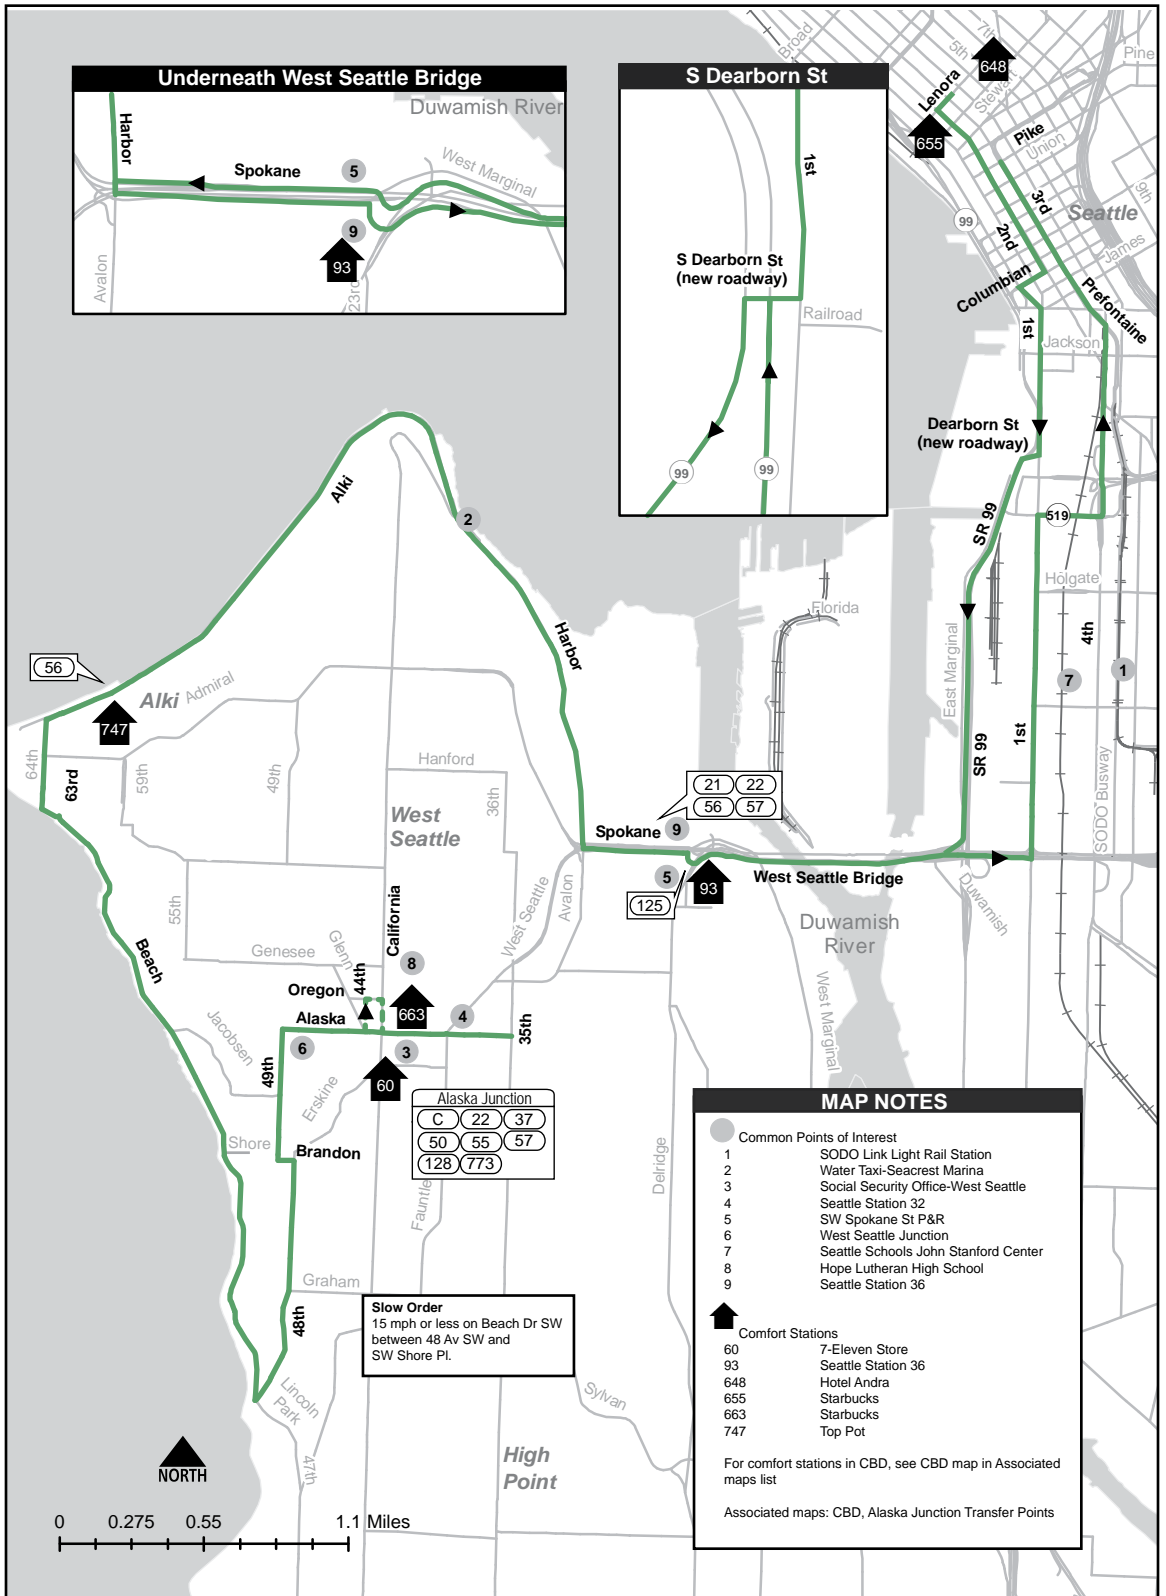 Underneath West Seattle Bridge
Duwamish River
Harbor
Spokane
5
West Marginal
9
93
Avalon
23rd
S Dearborn St
1st
S Dearborn St
(new roadway)
Railroad
99
99
Broad
7th
5th
648
Stewart
Pine
Lenora
655
Pike
Union
9th
3rd
Seattle
99
2nd
James
Columbian
Prefontaine
1st
Jackson
Dearborn St
(new roadway)
SR 99
519
Holgate
Alki
2
Florida
Harbor
4th
East Marginal
7
1
56
Alki
Admiral
747
64th
63rd
59th
49th
Hanford
36th
SR 99
1st
SODO Busway
West
Seattle
21 22
56 57
Spokane
9
5
93
125
West Seattle Bridge
Duwamish
Duwamish
River
55th
Avalon
West Seattle
California
Beach
Genesee
Glenn
44th
8
Oregon
663
Alaska
4
35th
West Marginal
Jacobsen
49th
6
3
60
Erskine
Alaska Junction
C 22 37
50 55 57
128 773
Shore
Brandon
Fauntle
Delridge
Graham
48th
Slow Order
15 mph or less on Beach Dr SW
between 48 Av SW and
SW Shore Pl.
Lincoln
Park
Sylvan
47th
High
Point
NORTH
0 0.275 0.55 1.1 Miles
MAP NOTES
Common Points of Interest
1 SODO Link Light Rail Station
2 Water Taxi-Seacrest Marina
3 Social Security Office-West Seattle
4 Seattle Station 32
5 SW Spokane St P&R
6 West Seattle Junction
7 Seattle Schools John Stanford Center
8 Hope Lutheran High School
9 Seattle Station 36
Comfort Stations
60 7-Eleven Store
93 Seattle Station 36
648 Hotel Andra
655 Starbucks
663 Starbucks
747 Top Pot
For comfort stations in CBD, see CBD map in Associated
maps list
Associated maps: CBD, Alaska Junction Transfer Points